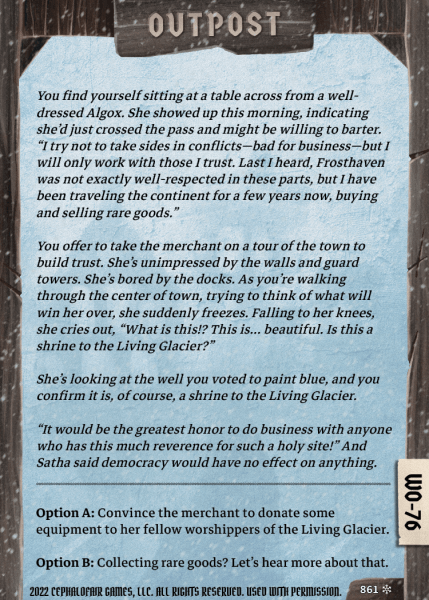 OUTPOST
You find yourself sitting at a table across from a well-
dressed Algox. She showed up this morning, indicating
she’d just crossed the pass and might be willing to barter.
“I try not to take sides in conflicts—bad for business—but I
will only work with those I trust. Last I heard, Frosthaven
was not exactly well-respected in these parts, but I have
been traveling the continent for a few years now, buying
and selling rare goods.”
You offer to take the merchant on a tour of the town to
build trust. She’s unimpressed by the walls and guard
towers. She’s bored by the docks. As you’re walking
through the center of town, trying to think of what will
win her over, she suddenly freezes. Falling to her knees,
she cries out, “What is this!? This is... beautiful. Is this a
shrine to the Living Glacier?”
She’s looking at the well you voted to paint blue, and you
confirm it is, of course, a shrine to the Living Glacier.
“It would be the greatest honor to do business with anyone
who has this much reverence for such a holy site!” And
Satha said democracy would have no effect on anything.
Option A: Convince the merchant to donate some
equipment to her fellow worshippers of the Living Glacier.
Option B: Collecting rare goods? Let’s hear more about that.
WO-76
2022 CEPHALOFAIR GAMES, LLC. ALL RIGHTS RESERVED. USED WITH PERMISSION.
861